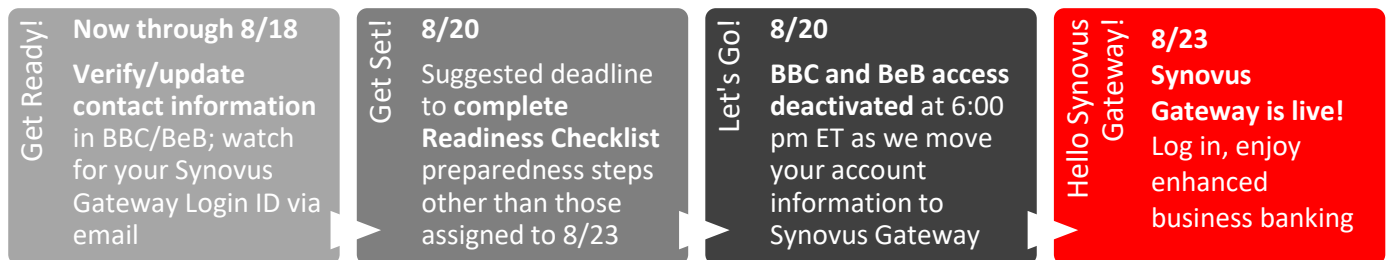 Get Ready!
Now through 8/18
Verify/update
contact information
in BBC/BeB; watch
for your Synovus
Gateway Login ID via
email
Get Set!
8/20
Suggested deadline
to complete
Readiness Checklist
preparedness steps
other than those
assigned to 8/23
Let's Go!
8/20
BBC and BeB access
deactivated at 6:00
pm ET as we move
your account
information to
Synovus Gateway
Hello Synovus
Gateway!
8/23
Synovus
Gateway is live!
Log in, enjoy
enhanced
business banking